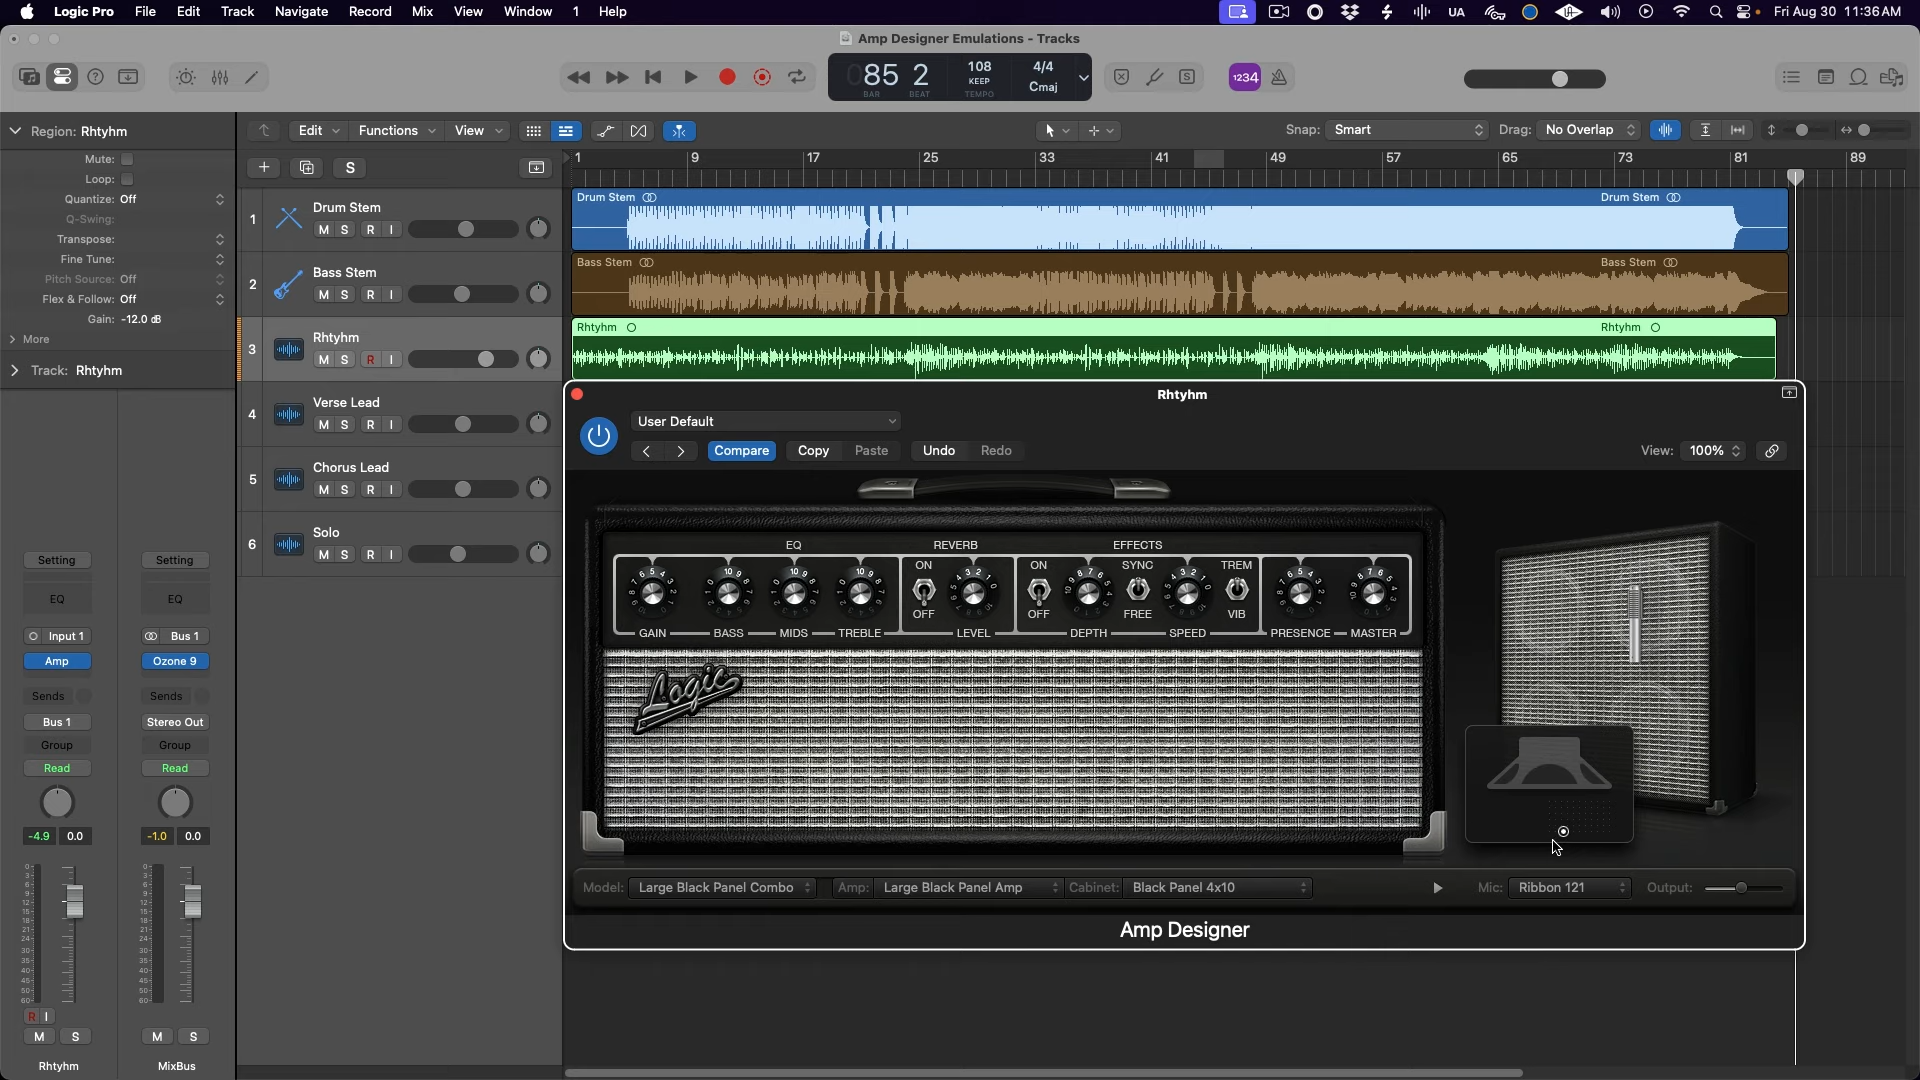 Logic Pro File Edit Track Navigate Record Mix View Window 1 Help UA Fri Aug 30 11:36 AM
Amp Designer Emulations - Tracks
85 2 108 KEEP 4/4 Cmaj 1234
BAR BEAT TEMPO
Region: Rhtyhm
Edit Functions View Snap: Smart Drag: No Overlap
Mute:
Loop:
Quantize: Off
Q-Swing:
Transpose:
Fine Tune:
Pitch Source: Off
Flex & Follow: Off
Gain: -12.0 dB
More
Track: Rhtyhm
S
1 9 17 25 33 41 49 57 65 73 81 89
1 Drum Stem
M S R I
Drum Stem Drum Stem
2 Bass Stem
M S R I
Bass Stem Bass Stem
3 Rhtyhm
M S R I
Rhtyhm Rhtyhm
4 Verse Lead
M S R I
5 Chorus Lead
M S R I
6 Solo
M S R I
Rhtyhm
User Default
Compare Copy Paste Undo Redo View: 100%
EQ REVERB EFFECTS
ON ON SYNC TREM
OFF OFF FREE VIB
GAIN BASS MIDS TREBLE LEVEL DEPTH SPEED PRESENCE MASTER
Logic
Model: Large Black Panel Combo Amp: Large Black Panel Amp Cabinet: Black Panel 4x10 Mic: Ribbon 121 Output:
Amp Designer
Setting Setting
EQ EQ
Input 1 Bus 1
Amp Ozone 9
Sends Sends
Bus 1 Stereo Out
Group Group
Read Read
-4.9 0.0 -1.0 0.0
R I
M S M S
Rhtyhm MixBus